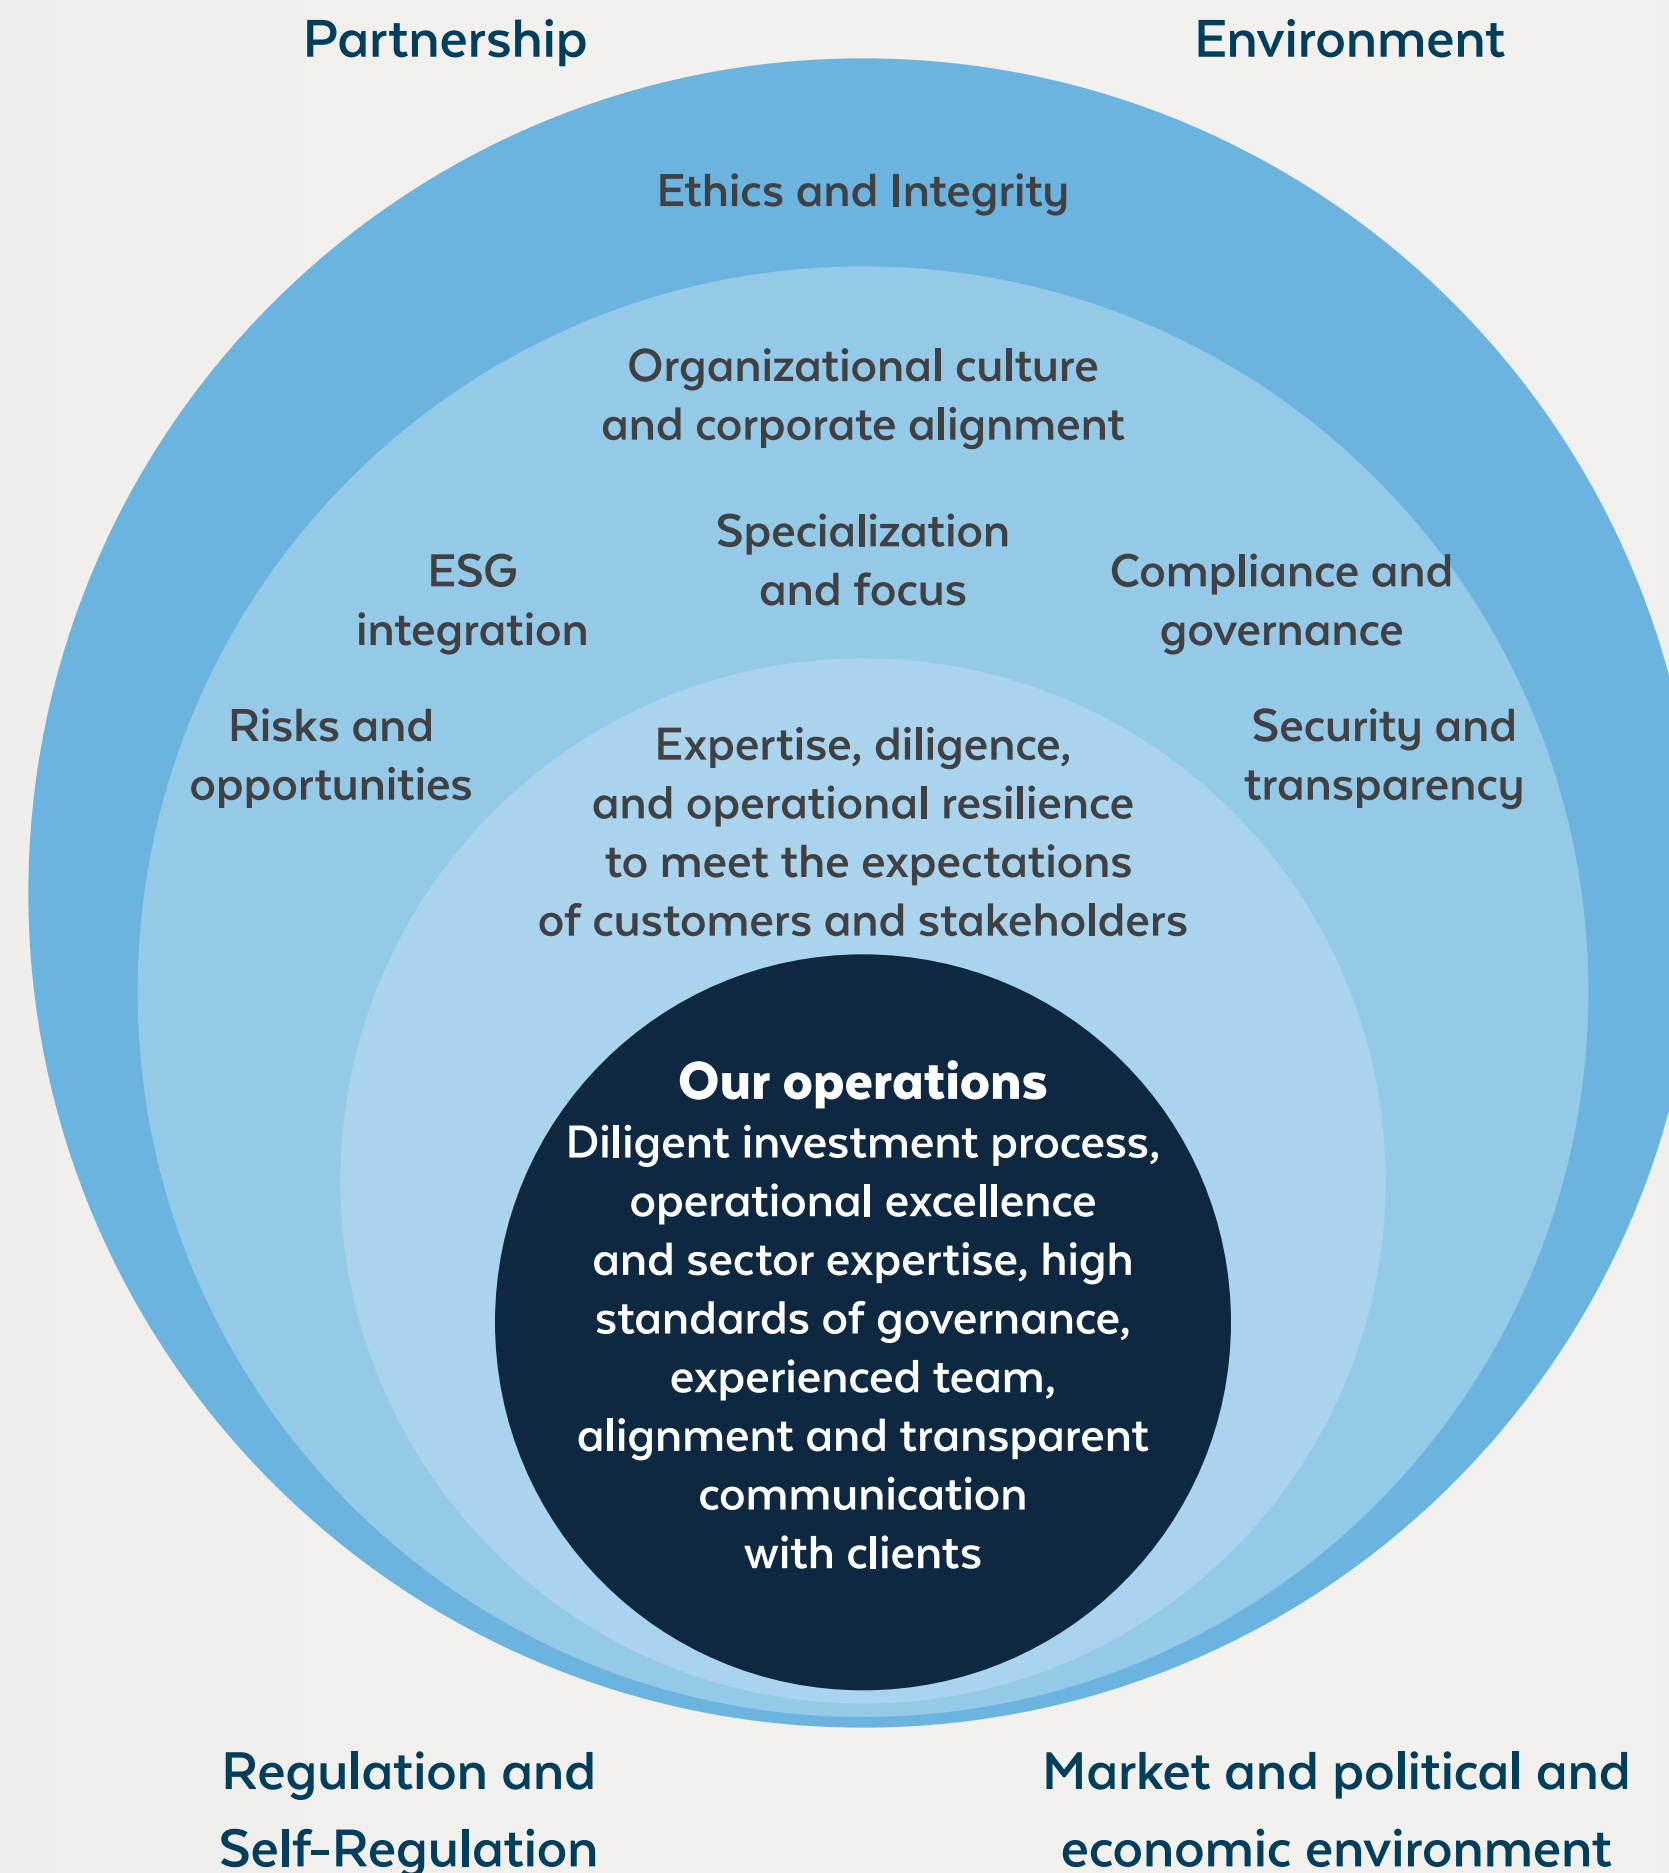 Partnership
Environment
Ethics and Integrity
Organizational culture
and corporate alignment
Specialization
and focus
ESG
integration
Compliance and
governance
Risks and
opportunities
Security and
transparency
Expertise, diligence,
and operational resilience
to meet the expectations
of customers and stakeholders
Our operations
Diligent investment process,
operational excellence
and sector expertise, high
standards of governance,
experienced team,
alignment and transparent
communication
with clients
Regulation and
Self-Regulation
Market and political and
economic environment